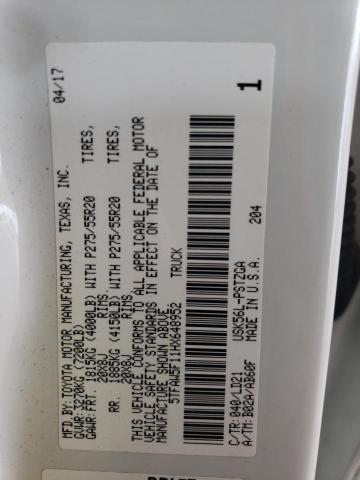 MFD.BY:TOYOTA MOTOR MANUFACTURING, TEXAS, INC. 04/17
GVWR:3270KG (7200LB)
GAWR:FRT. 1815KG (4000LB) WITH P275/55R20 TIRES,
20X8J RIMS
RR. 1885KG (4150LB) WITH P275/55R20 TIRES,
20X8J RIMS
THIS VEHICLE CONFORMS TO ALL APPLICABLE FEDERAL MOTOR
VEHICLE SAFETY STANDARDS IN EFFECT ON THE DATE OF
MANUFACTURE SHOWN ABOVE.
5TFAW5F11HX648952 TRUCK
C/TR:040/LD21 USK56L-PSTZGA
A/TM:B02A/AB60F MADE IN U.S.A. 204
1